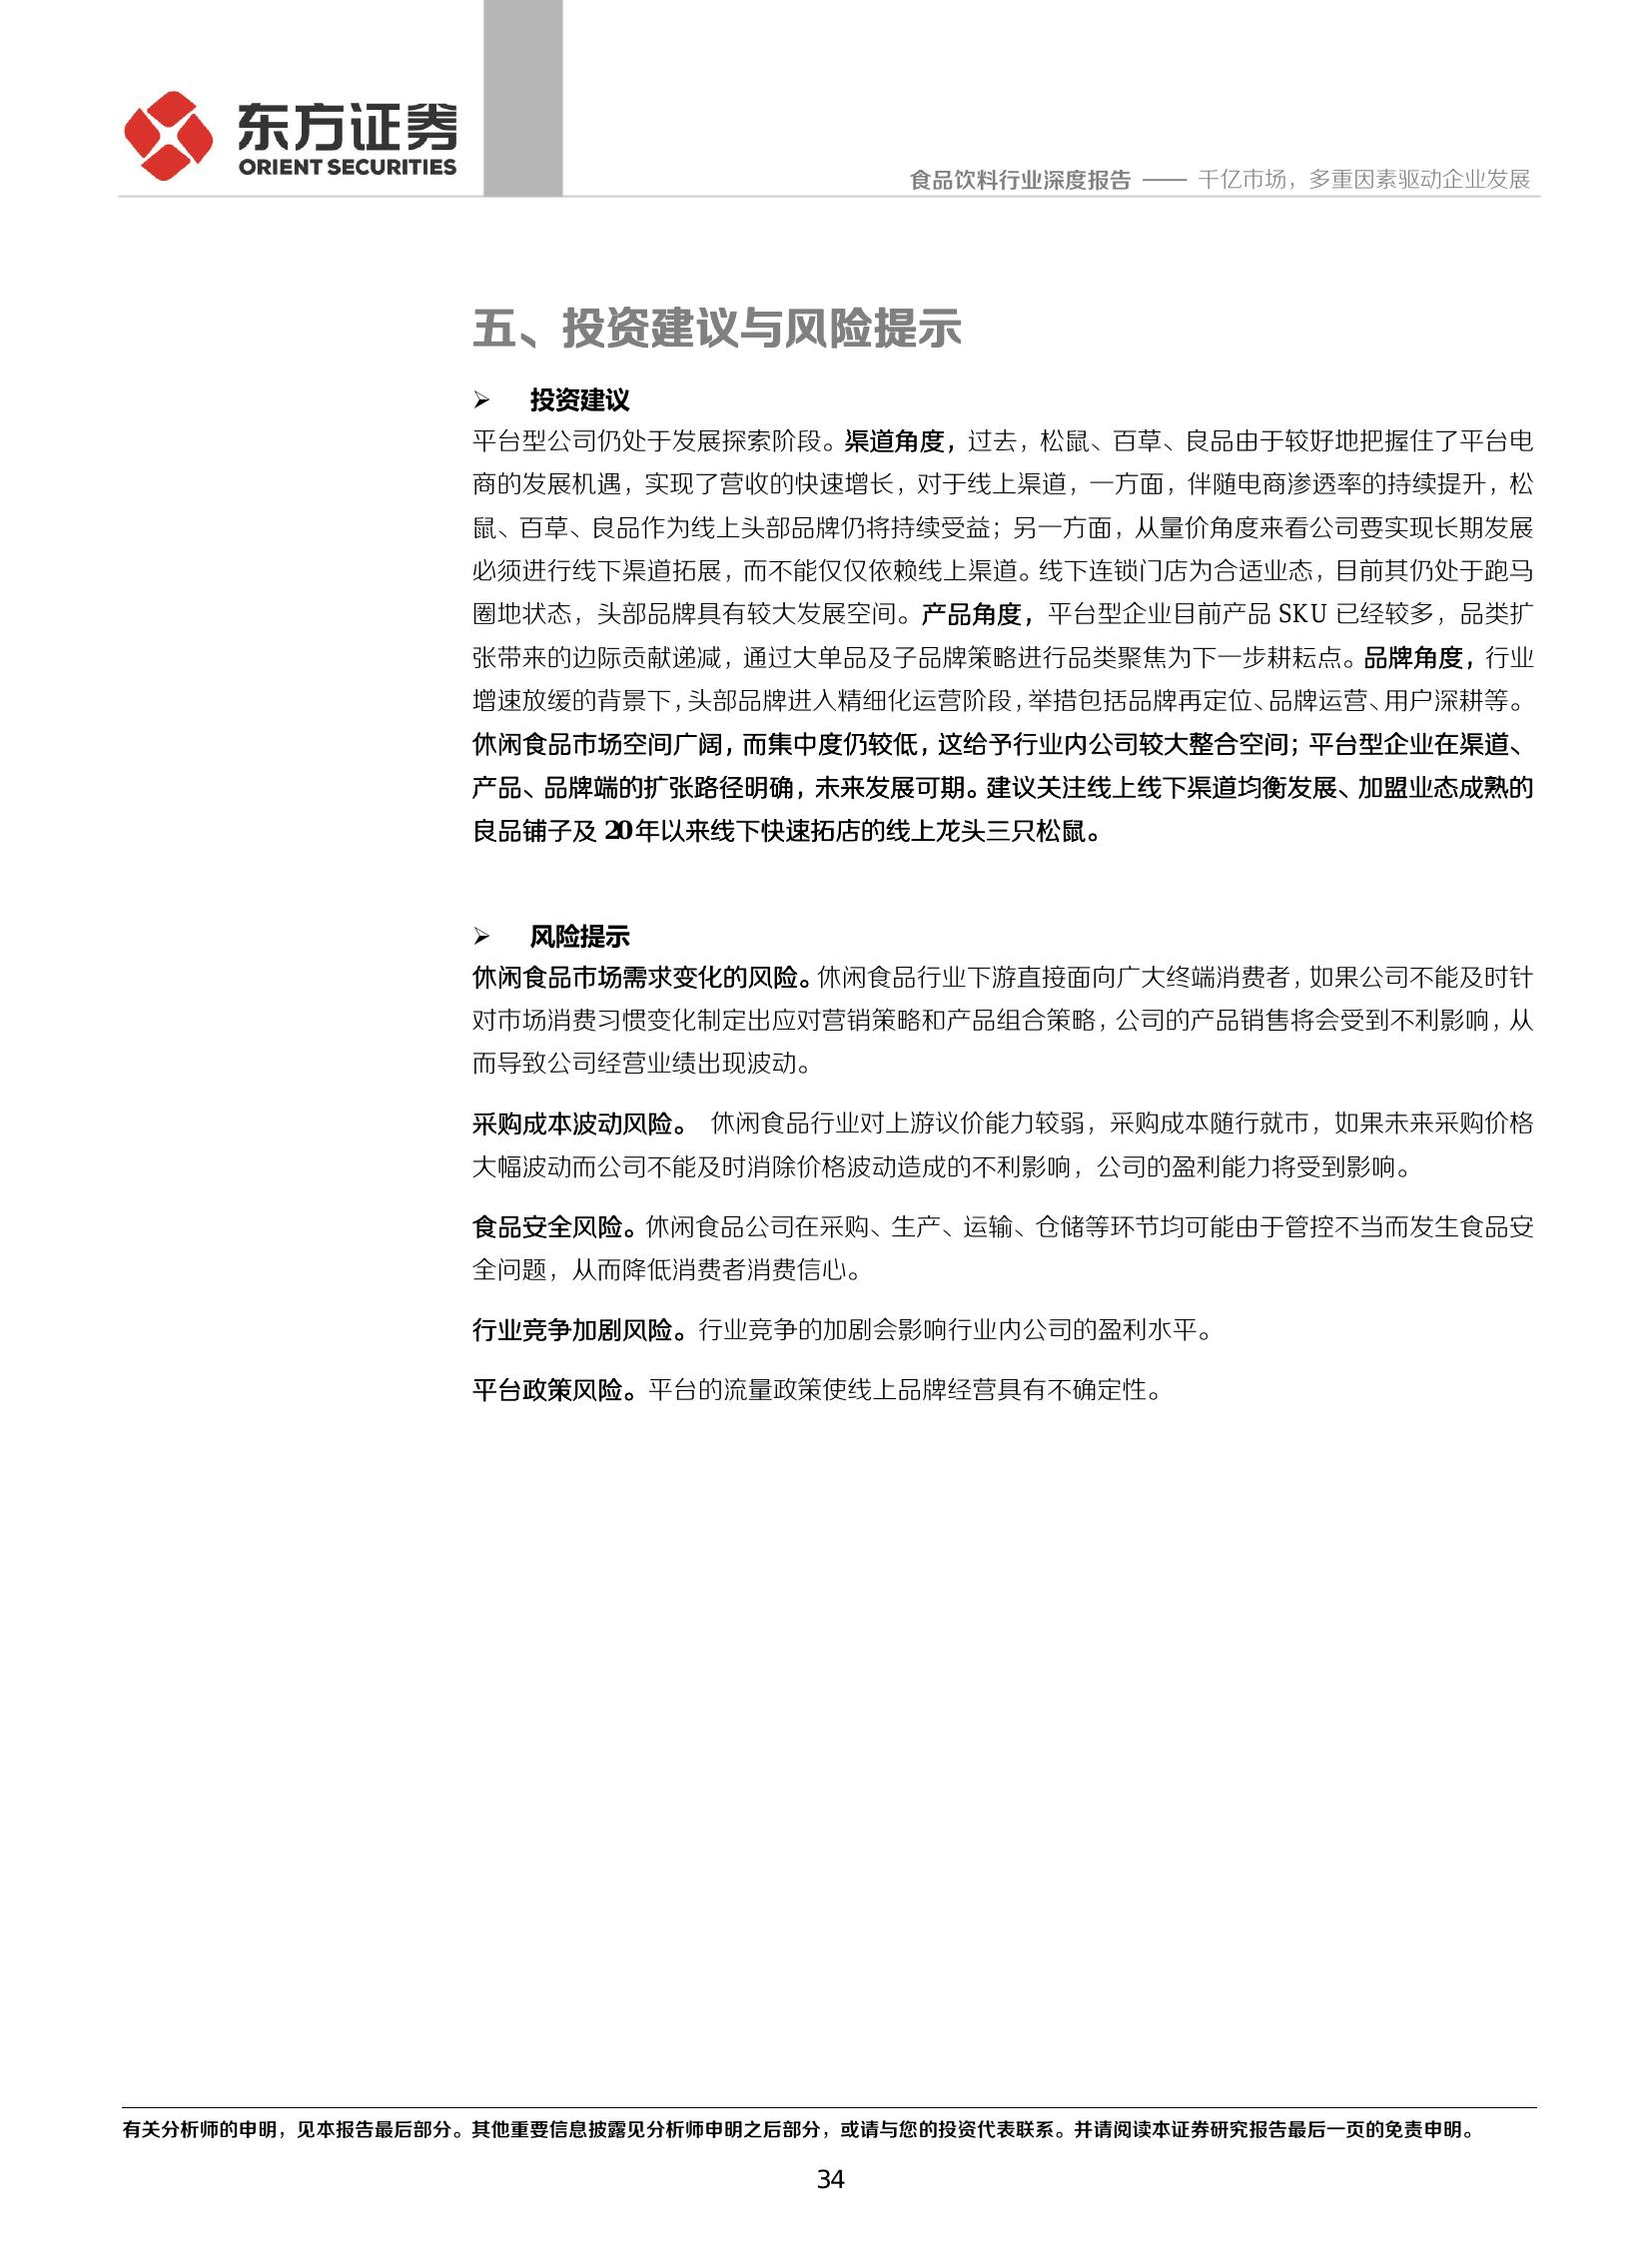 东方证券
ORIENT SECURITIES
食品饮料行业深度报告 —— 千亿市场，多重因素驱动企业发展
五、投资建议与风险提示
➢ 投资建议
平台型公司仍处于发展探索阶段。渠道角度，过去，松鼠、百草、良品由于较好地把握住了平台电
商的发展机遇，实现了营收的快速增长，对于线上渠道，一方面，伴随电商渗透率的持续提升，松
鼠、百草、良品作为线上头部品牌仍将持续受益；另一方面，从量价角度来看公司要实现长期发展
必须进行线下渠道拓展，而不能仅仅依赖线上渠道。线下连锁门店为合适业态，目前其仍处于跑马
圈地状态，头部品牌具有较大发展空间。产品角度，平台型企业目前产品 SKU 已经较多，品类扩
张带来的边际贡献递减，通过大单品及子品牌策略进行品类聚焦为下一步耕耘点。品牌角度，行业
增速放缓的背景下，头部品牌进入精细化运营阶段，举措包括品牌再定位、品牌运营、用户深耕等。
休闲食品市场空间广阔，而集中度仍较低，这给予行业内公司较大整合空间；平台型企业在渠道、
产品、品牌端的扩张路径明确，未来发展可期。建议关注线上线下渠道均衡发展、加盟业态成熟的
良品铺子及 20 年以来线下快速拓店的线上龙头三只松鼠。
➢ 风险提示
休闲食品市场需求变化的风险。休闲食品行业下游直接面向广大终端消费者，如果公司不能及时针
对市场消费习惯变化制定出应对营销策略和产品组合策略，公司的产品销售将会受到不利影响，从
而导致公司经营业绩出现波动。
采购成本波动风险。 休闲食品行业对上游议价能力较弱，采购成本随行就市，如果未来采购价格
大幅波动而公司不能及时消除价格波动造成的不利影响，公司的盈利能力将受到影响。
食品安全风险。休闲食品公司在采购、生产、运输、仓储等环节均可能由于管控不当而发生食品安
全问题，从而降低消费者消费信心。
行业竞争加剧风险。行业竞争的加剧会影响行业内公司的盈利水平。
平台政策风险。平台的流量政策使线上品牌经营具有不确定性。
有关分析师的申明，见本报告最后部分。其他重要信息披露见分析师申明之后部分，或请与您的投资代表联系。并请阅读本证券研究报告最后一页的免责申明。
34